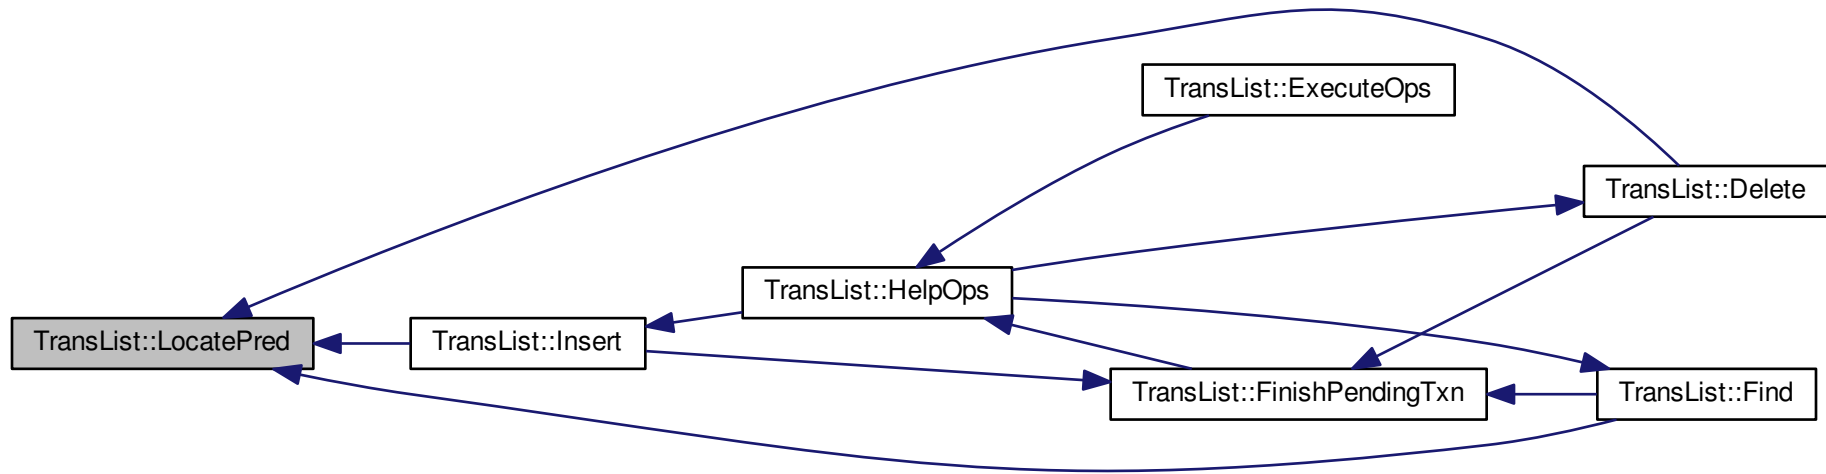 TransList::ExecuteOps
TransList::Delete
TransList::HelpOps
TransList::LocatePred
TransList::Insert
TransList::FinishPendingTxn
TransList::Find